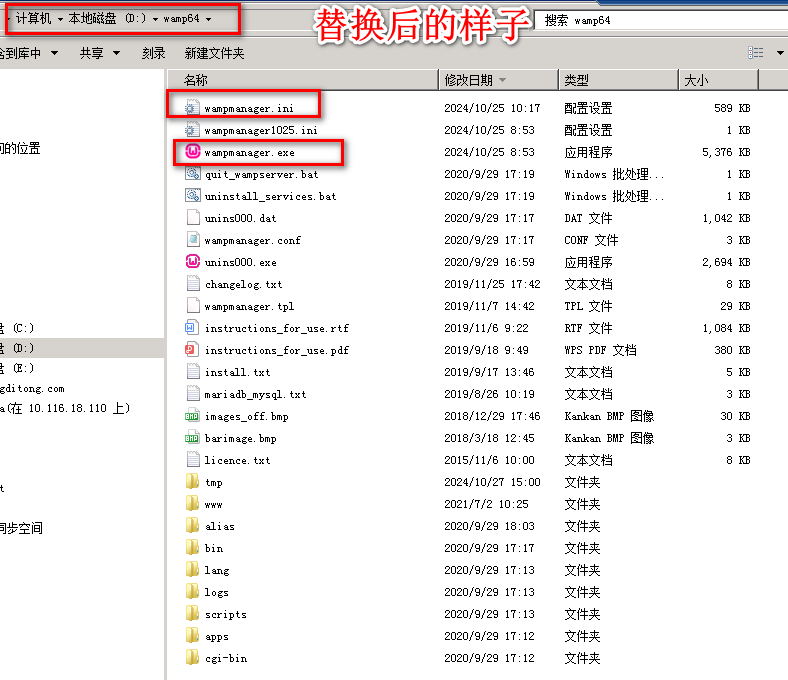 计算机 ▸ 本地磁盘 (D:) ▸ wamp64 ▸
替换后的样子
搜索 wamp64
含到库中
共享
刻录
新建文件夹
名称 修改日期 类型 大小
wampmanager.ini 2024/10/25 10:17 配置设置 589 KB
wampmanager1025.ini 2024/10/25 8:53 配置设置 1 KB
wampmanager.exe 2024/10/25 8:53 应用程序 5,376 KB
quit_wampserver.bat 2020/9/29 17:19 Windows 批处理... 1 KB
uninstall_services.bat 2020/9/29 17:19 Windows 批处理... 1 KB
unins000.dat 2020/9/29 17:17 DAT 文件 1,042 KB
wampmanager.conf 2020/9/29 17:17 CONF 文件 3 KB
unins000.exe 2020/9/29 16:59 应用程序 2,694 KB
changelog.txt 2019/11/25 17:42 文本文档 8 KB
wampmanager.tpl 2019/11/7 14:42 TPL 文件 29 KB
instructions_for_use.rtf 2019/11/6 9:22 RTF 文件 1,084 KB
instructions_for_use.pdf 2019/9/18 9:49 WPS PDF 文档 380 KB
install.txt 2019/9/17 13:46 文本文档 5 KB
mariadb_mysql.txt 2019/8/26 10:19 文本文档 3 KB
images_off.bmp 2018/12/29 17:46 Kankan BMP 图像 30 KB
barimage.bmp 2018/3/18 12:45 Kankan BMP 图像 3 KB
licence.txt 2015/11/6 10:00 文本文档 8 KB
tmp 2024/10/27 15:00 文件夹
www 2021/7/2 10:25 文件夹
alias 2020/9/29 18:03 文件夹
bin 2020/9/29 17:17 文件夹
lang 2020/9/29 17:13 文件夹
logs 2020/9/29 17:13 文件夹
scripts 2020/9/29 17:13 文件夹
apps 2020/9/29 17:12 文件夹
cgi-bin 2020/9/29 17:12 文件夹
的位置
盘 (C:)
盘 (D:)
盘 (E:)
gditong.com
a(在 10.116.18.110 上)
t
同步空间